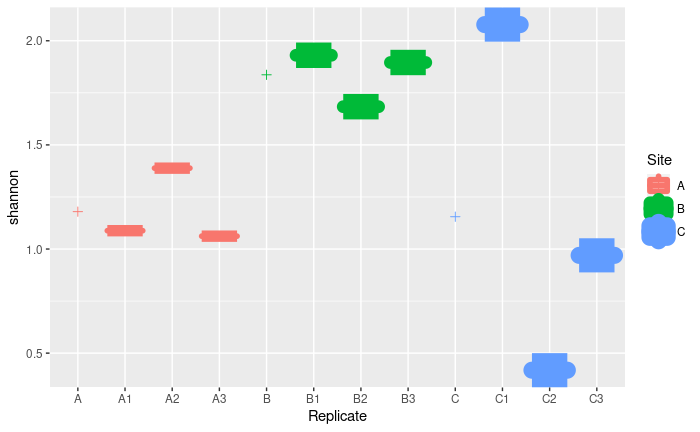 2.0
1.5
1.0
0.5
shannon
A A1 A2 A3 B B1 B2 B3 C C1 C2 C3
Replicate
Site
A
B
C